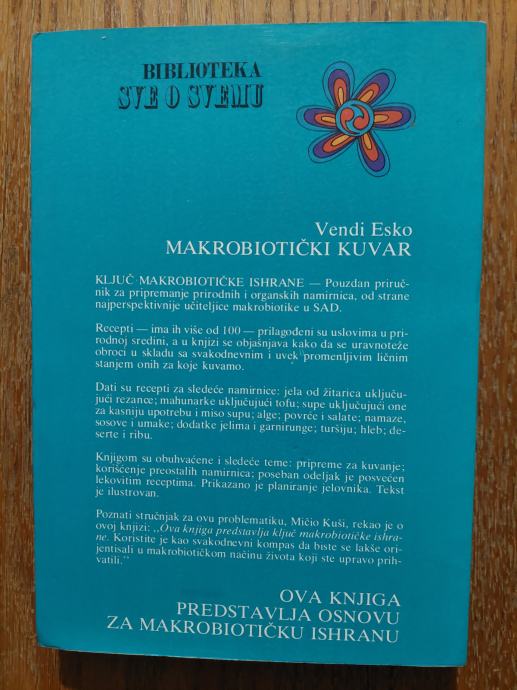 BIBLIOTEKA
SVE O SVEMU
Vendi Esko
MAKROBIOTIČKI KUVAR
KLJUČ MAKROBIOTIČKE ISHRANE — Pouzdan priruč-
nik za pripremanje prirodnih i organskih namirnica, od strane
najperspektivnije učiteljice makrobiotike u SAD.
Recepti — ima ih više od 100 — prilagođeni su uslovima u pri-
rodnoj sredini, a u knjizi se objašnjava kako da se uravnoteže
obroci u skladu sa svakodnevnim i uvek promenljivim ličnim
stanjem onih za koje kuvamo.
Dati su recepti za sledeće namirnice: jela od žitarica uključu-
jući rezance; mahunarke uključujući tofu; supe uključujući one
za kasniju upotrebu i miso supu; alge; povrće i salate; namaze,
sosove i umake; dodatke jelima i garnirunge; turšiju; hleb; de-
serte i ribu.
Knjigom su obuhvaćene i sledeće teme: pripreme za kuvanje;
korišćenje preostalih namirnica; poseban odeljak je posvećen
lekovitim receptima. Prikazano je planiranje jelovnika. Tekst
je ilustrovan.
Poznati stručnjak za ovu problematiku, Mičio Kuši, rekao je o
ovoj knjizi: „Ova knjiga predstavlja ključ makrobiotičke ishra-
ne. Koristite je kao svakodnevni kompas da biste se lakše ori-
jentisali u makrobiotičkom načinu života koji ste upravo prih-
vatili.”
OVA KNJIGA
PREDSTAVLJA OSNOVU
ZA MAKROBIOTIČKU ISHRANU